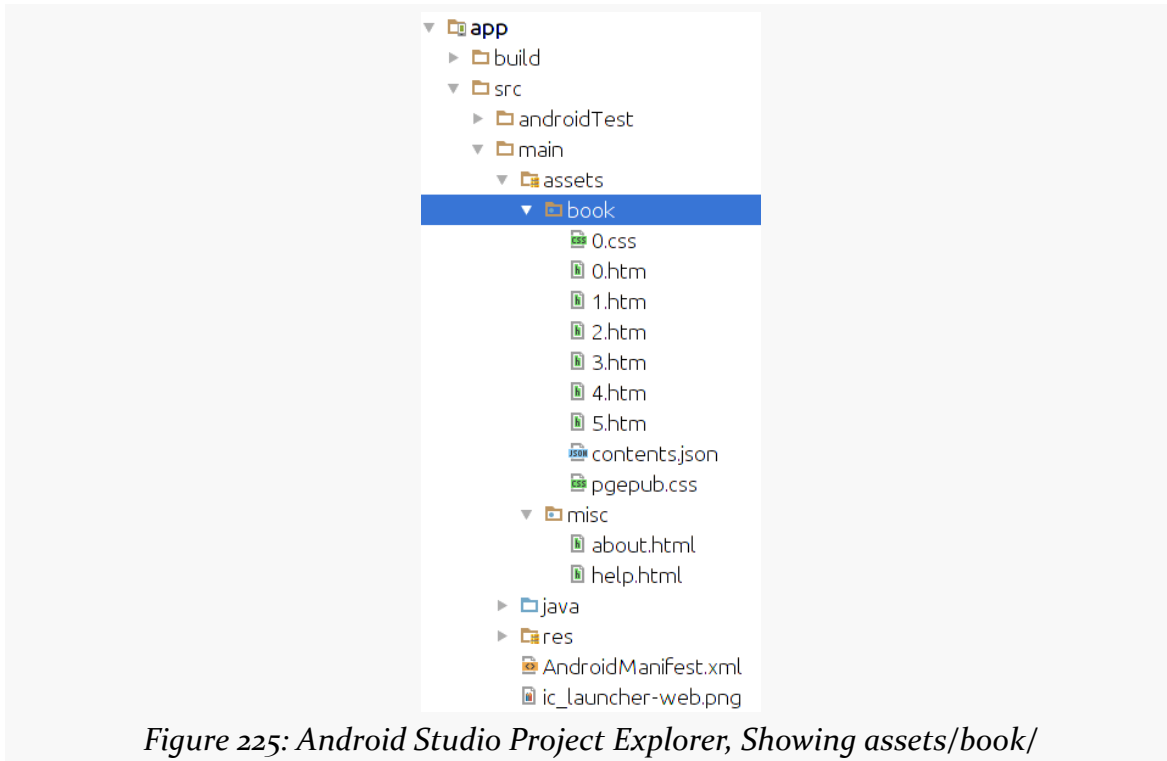 app
build
src
androidTest
main
assets
book
0.css
0.htm
1.htm
2.htm
3.htm
4.htm
5.htm
contents.json
pgepub.css
misc
about.html
help.html
java
res
AndroidManifest.xml
ic_launcher-web.png
Figure 225: Android Studio Project Explorer, Showing assets/book/